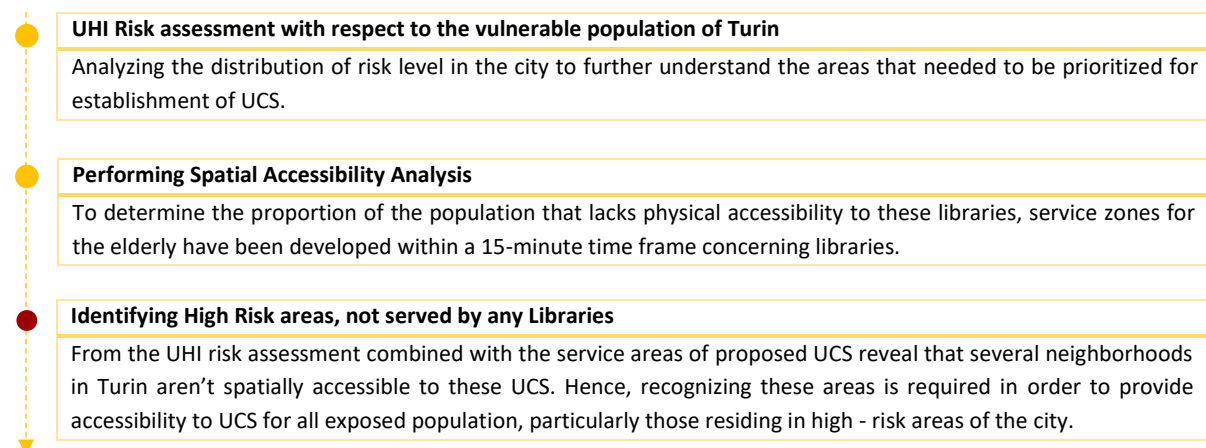 UHI Risk assessment with respect to the vulnerable population of Turin
Analyzing the distribution of risk level in the city to further understand the areas that needed to be prioritized for
establishment of UCS.
Performing Spatial Accessibility Analysis
To determine the proportion of the population that lacks physical accessibility to these libraries, service zones for
the elderly have been developed within a 15-minute time frame concerning libraries.
Identifying High Risk areas, not served by any Libraries
From the UHI risk assessment combined with the service areas of proposed UCS reveal that several neighborhoods
in Turin aren’t spatially accessible to these UCS. Hence, recognizing these areas is required in order to provide
accessibility to UCS for all exposed population, particularly those residing in high - risk areas of the city.